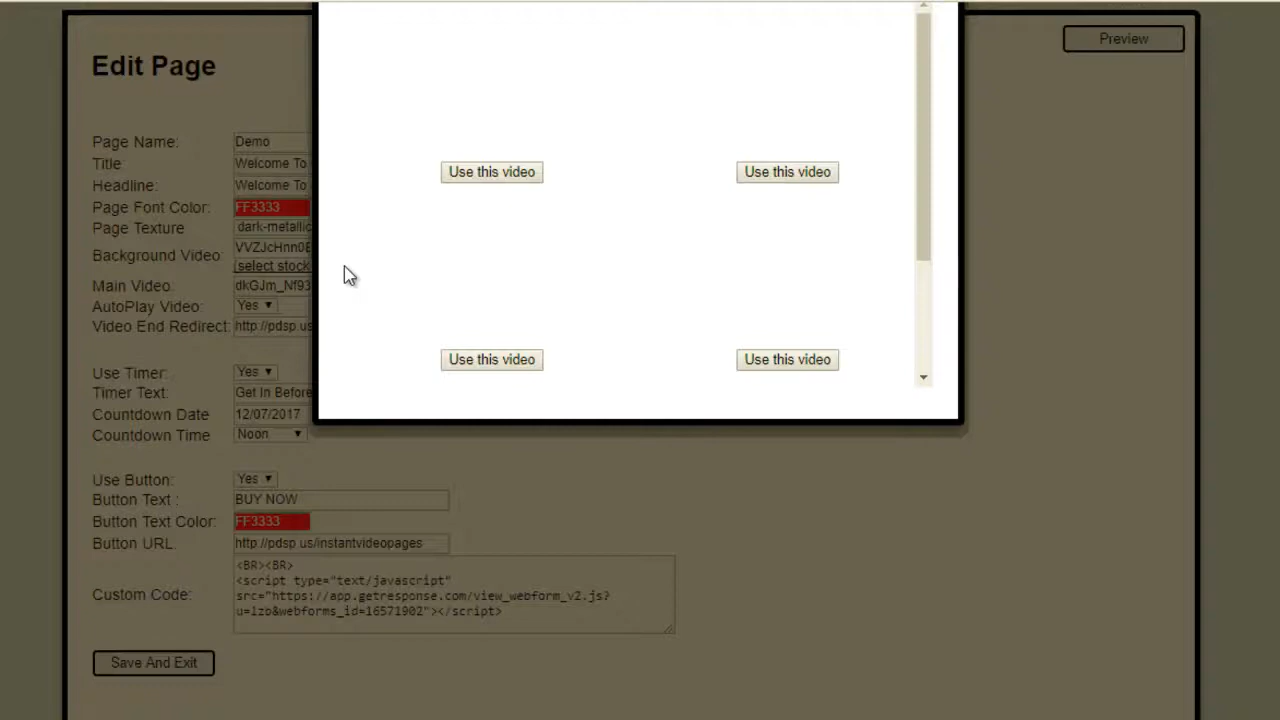 Preview
Edit Page
Page Name: Demo
Title Welcome To
Headline: Welcome To
Page Font Color: FF3333
Page Texture dark-metallic
Background Video VVZJcHnn0E
[select stock
Main Video: dkGJm_Nf93
AutoPlay Video: Yes
Video End Redirect: http://pdsp.us
Use this video Use this video
Use this video Use this video
Use Timer: Yes
Timer Text: Get In Before
Countdown Date 12/07/2017
Countdown Time Noon
Use Button: Yes
Button Text : BUY NOW
Button Text Color: FF3333
Button URL: http://pdsp.us/instantvideopages
Custom Code: <BR><BR>
<script type="text/javascript"
src="https://app.getresponse.com/view_webform_v2.js?
u=lzb&webforms_id=16571902"></script>
Save And Exit